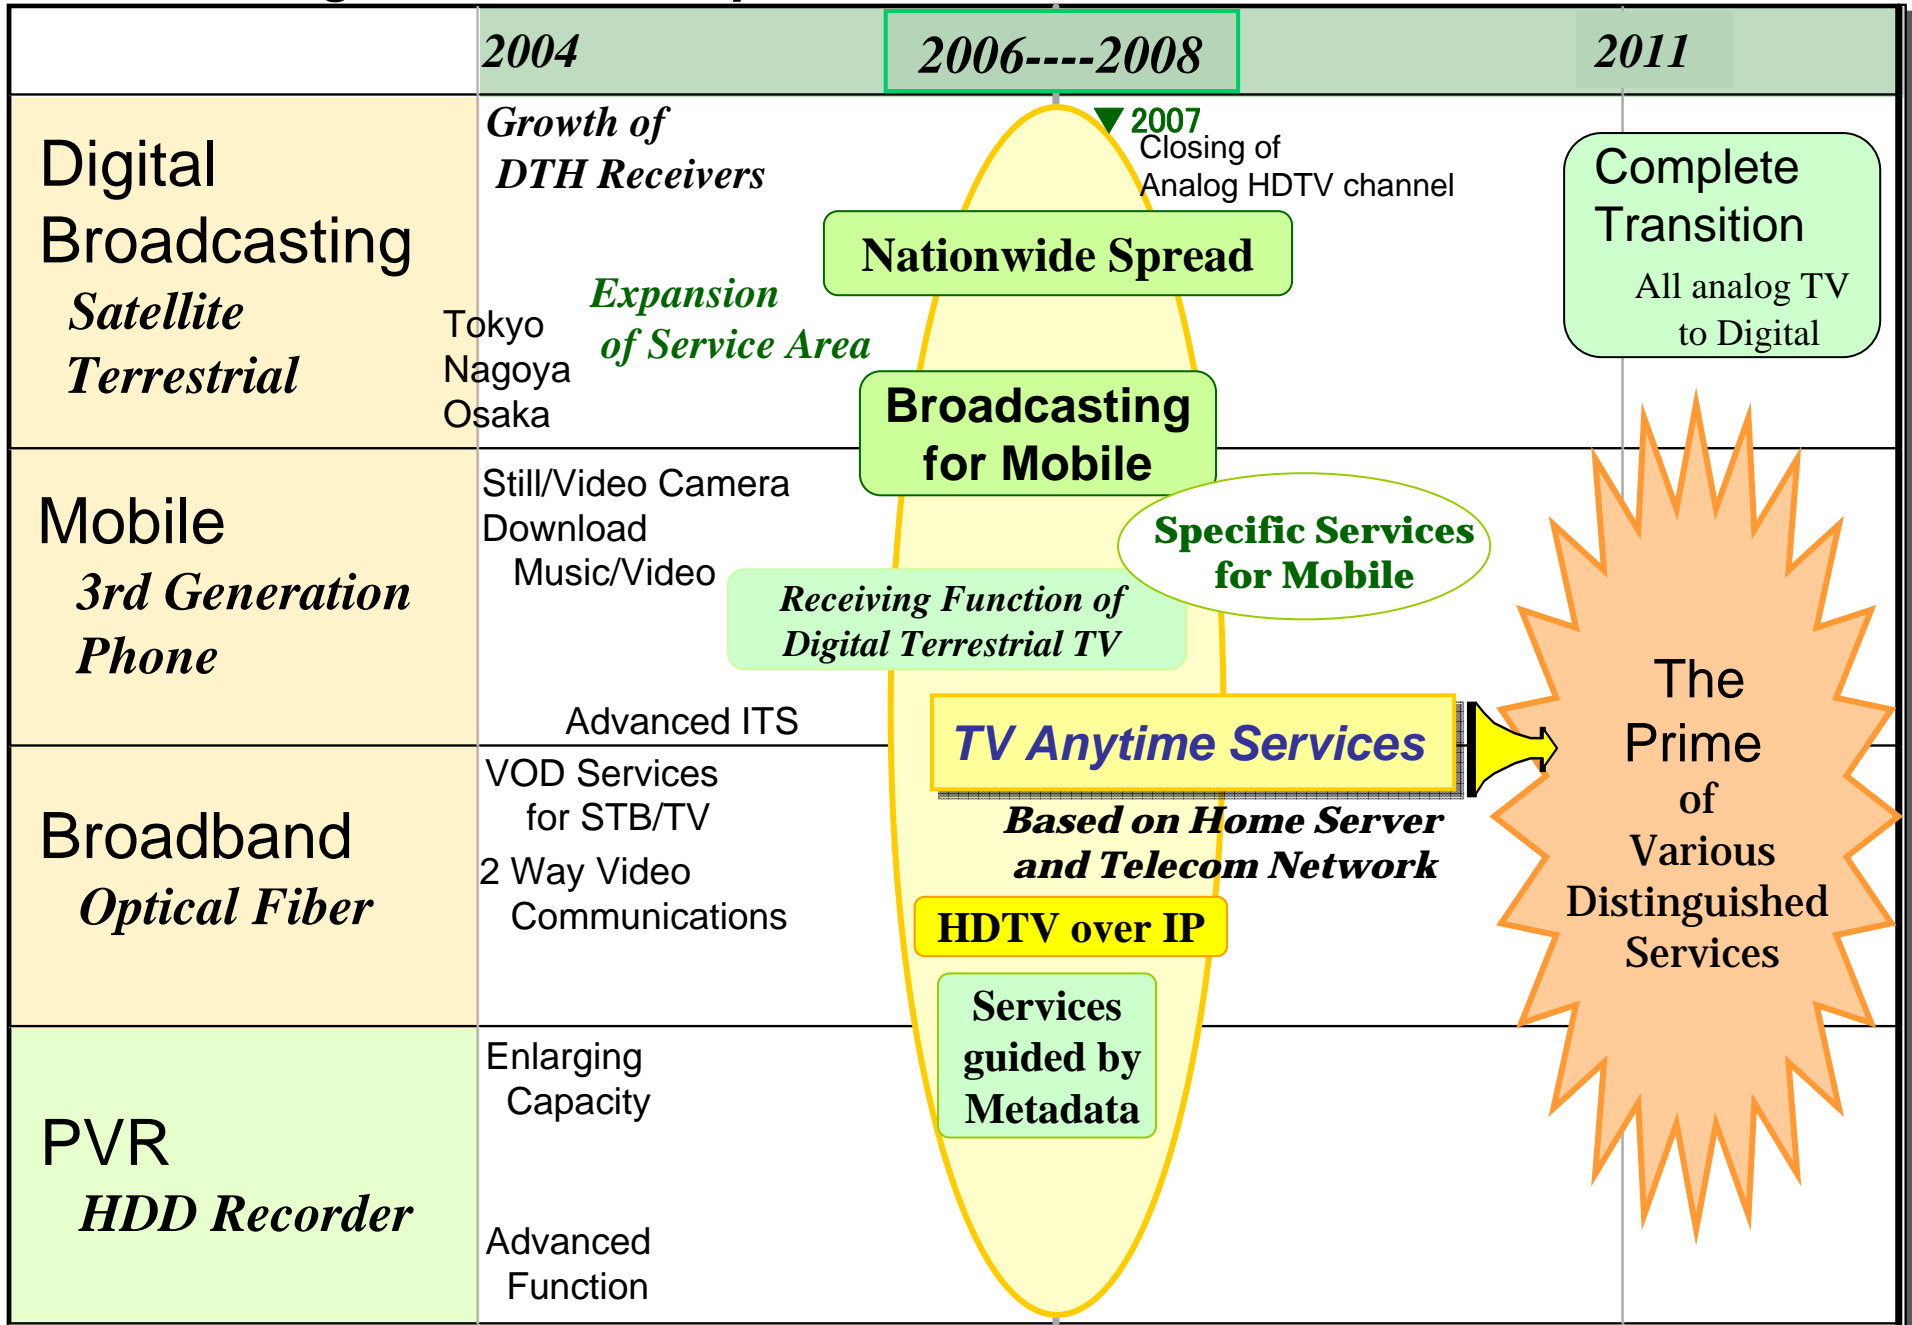 2004
2006----2008
2011
Digital
Broadcasting
Satellite
Terrestrial
Growth of
DTH Receivers
Tokyo
Nagoya
Osaka
Expansion
of Service Area
2007
Closing of
Analog HDTV channel
Nationwide Spread
Broadcasting
for Mobile
Complete
Transition
All analog TV
to Digital
Mobile
3rd Generation
Phone
Still/Video Camera
Download
Music/Video
Receiving Function of
Digital Terrestrial TV
Specific Services
for Mobile
Advanced ITS
TV Anytime Services
Based on Home Server
and Telecom Network
Broadband
Optical Fiber
VOD Services
for STB/TV
2 Way Video
Communications
HDTV over IP
Services
guided by
Metadata
The
Prime
of
Various
Distinguished
Services
PVR
HDD Recorder
Enlarging
Capacity
Advanced
Function